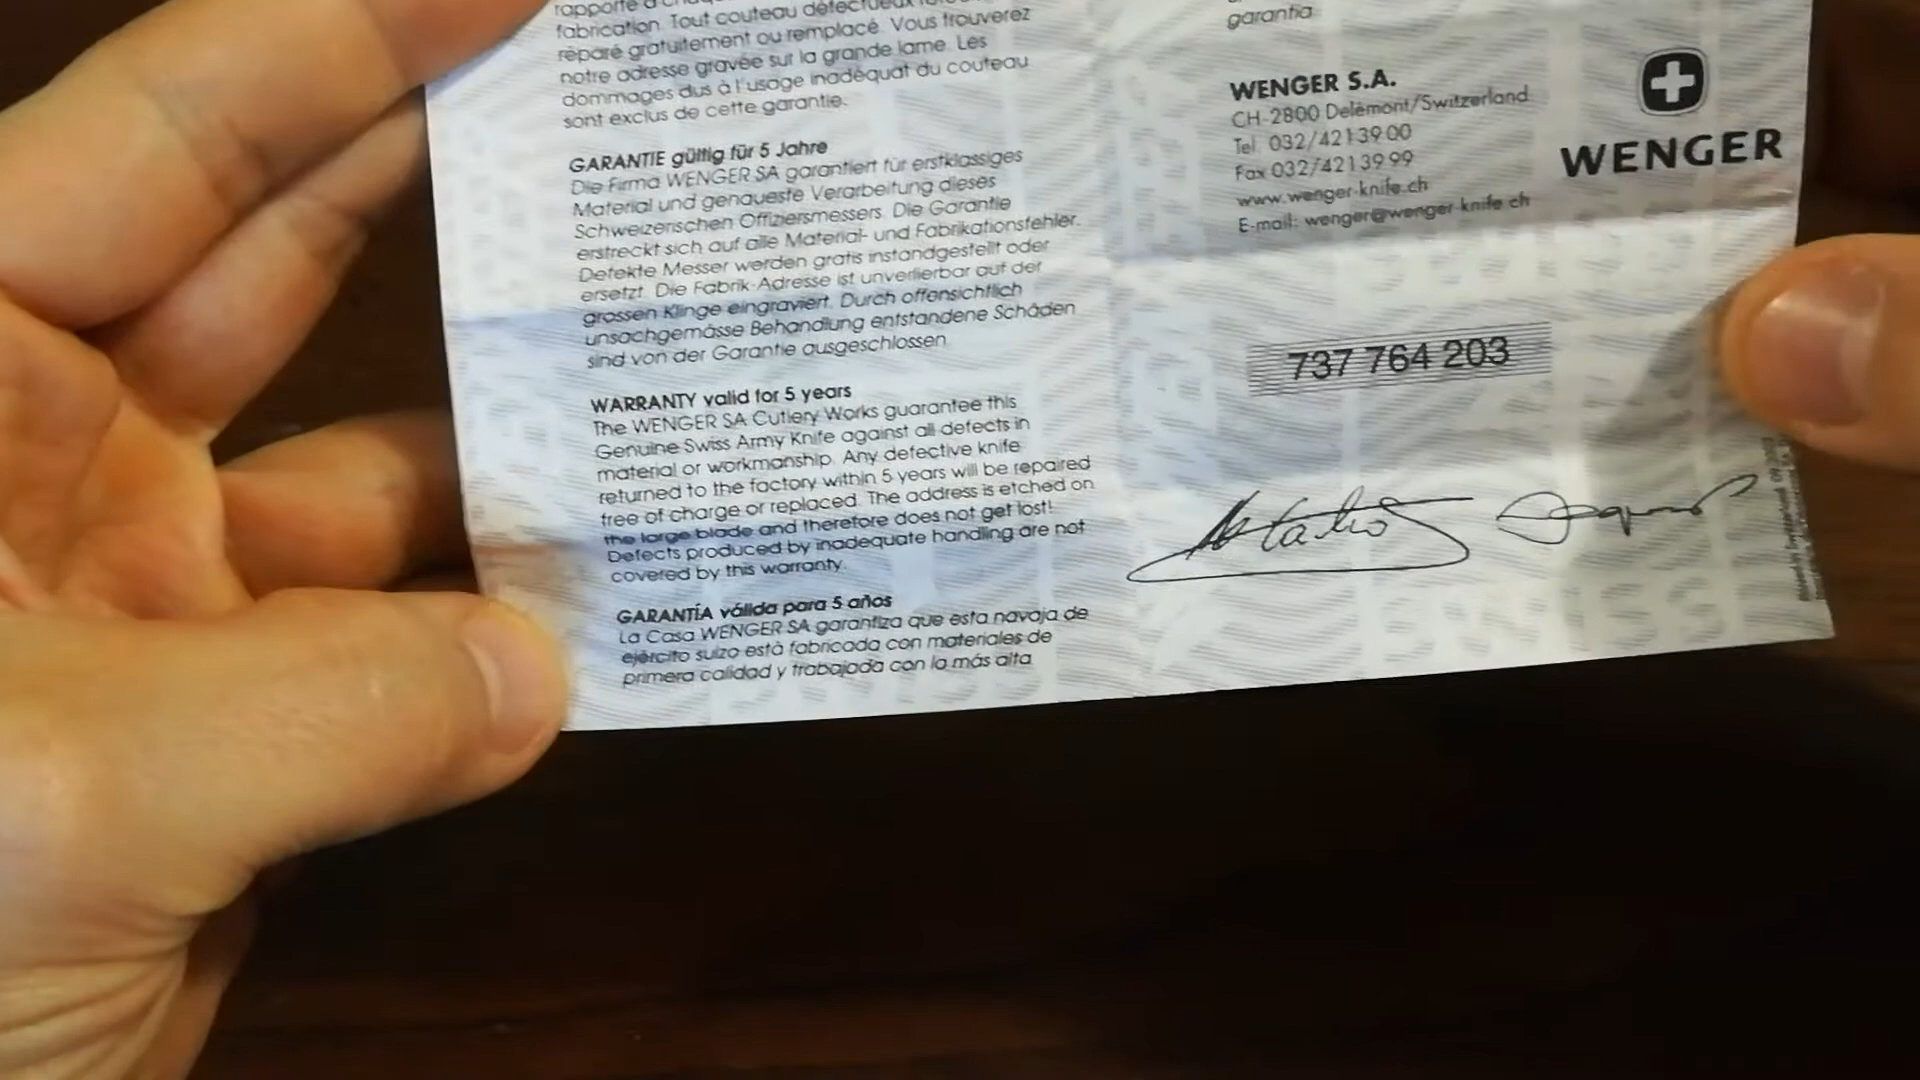 fabrication. Tout couteau défectueux
réparé gratuitement ou remplacé. Vous trouverez
notre adresse gravée sur la grande lame. Les
dommages dus à l'usage inadéquat du couteau
sont exclus de cette garantie.
GARANTIE gültig für 5 Jahre
Die Firma WENGER SA garantiert für erstklassiges
Material und genaueste Verarbeitung dieses
Schweizerischen Offiziersmessers. Die Garantie
erstreckt sich auf alle Material- und Fabrikationsfehler.
Defekte Messer werden gratis instandgestellt oder
ersetzt. Die Fabrik-Adresse ist unverlierbar auf der
grossen Klinge eingraviert. Durch offensichtlich
unsachgemässe Behandlung entstandene Schäden
sind von der Garantie ausgeschlossen.
WARRANTY valid for 5 years
The WENGER SA Cutlery Works guarantee this
Genuine Swiss Army Knife against all defects in
material or workmanship. Any defective knife
returned to the factory within 5 years will be repaired
free of charge or replaced. The address is etched on
the large blade and therefore does not get lost!
Defects produced by inadequate handling are not
covered by this warranty.
GARANTÍA válida para 5 años
La Casa WENGER SA garantiza que esta navaja de
ejército suizo está fabricada con materiales de
primera calidad y trabajada con la más alta
garantia
WENGER S.A.
CH-2800 Delémont/Switzerland
Tel. 032/421 39 00
Fax 032/421 39 99
www.wenger-knife.ch
E-mail: wenger@wenger-knife.ch
WENGER
737 764 203